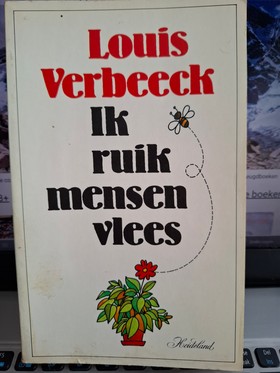 Louis
Verbeeck
Ik
ruik
mensen
vlees
Heideland